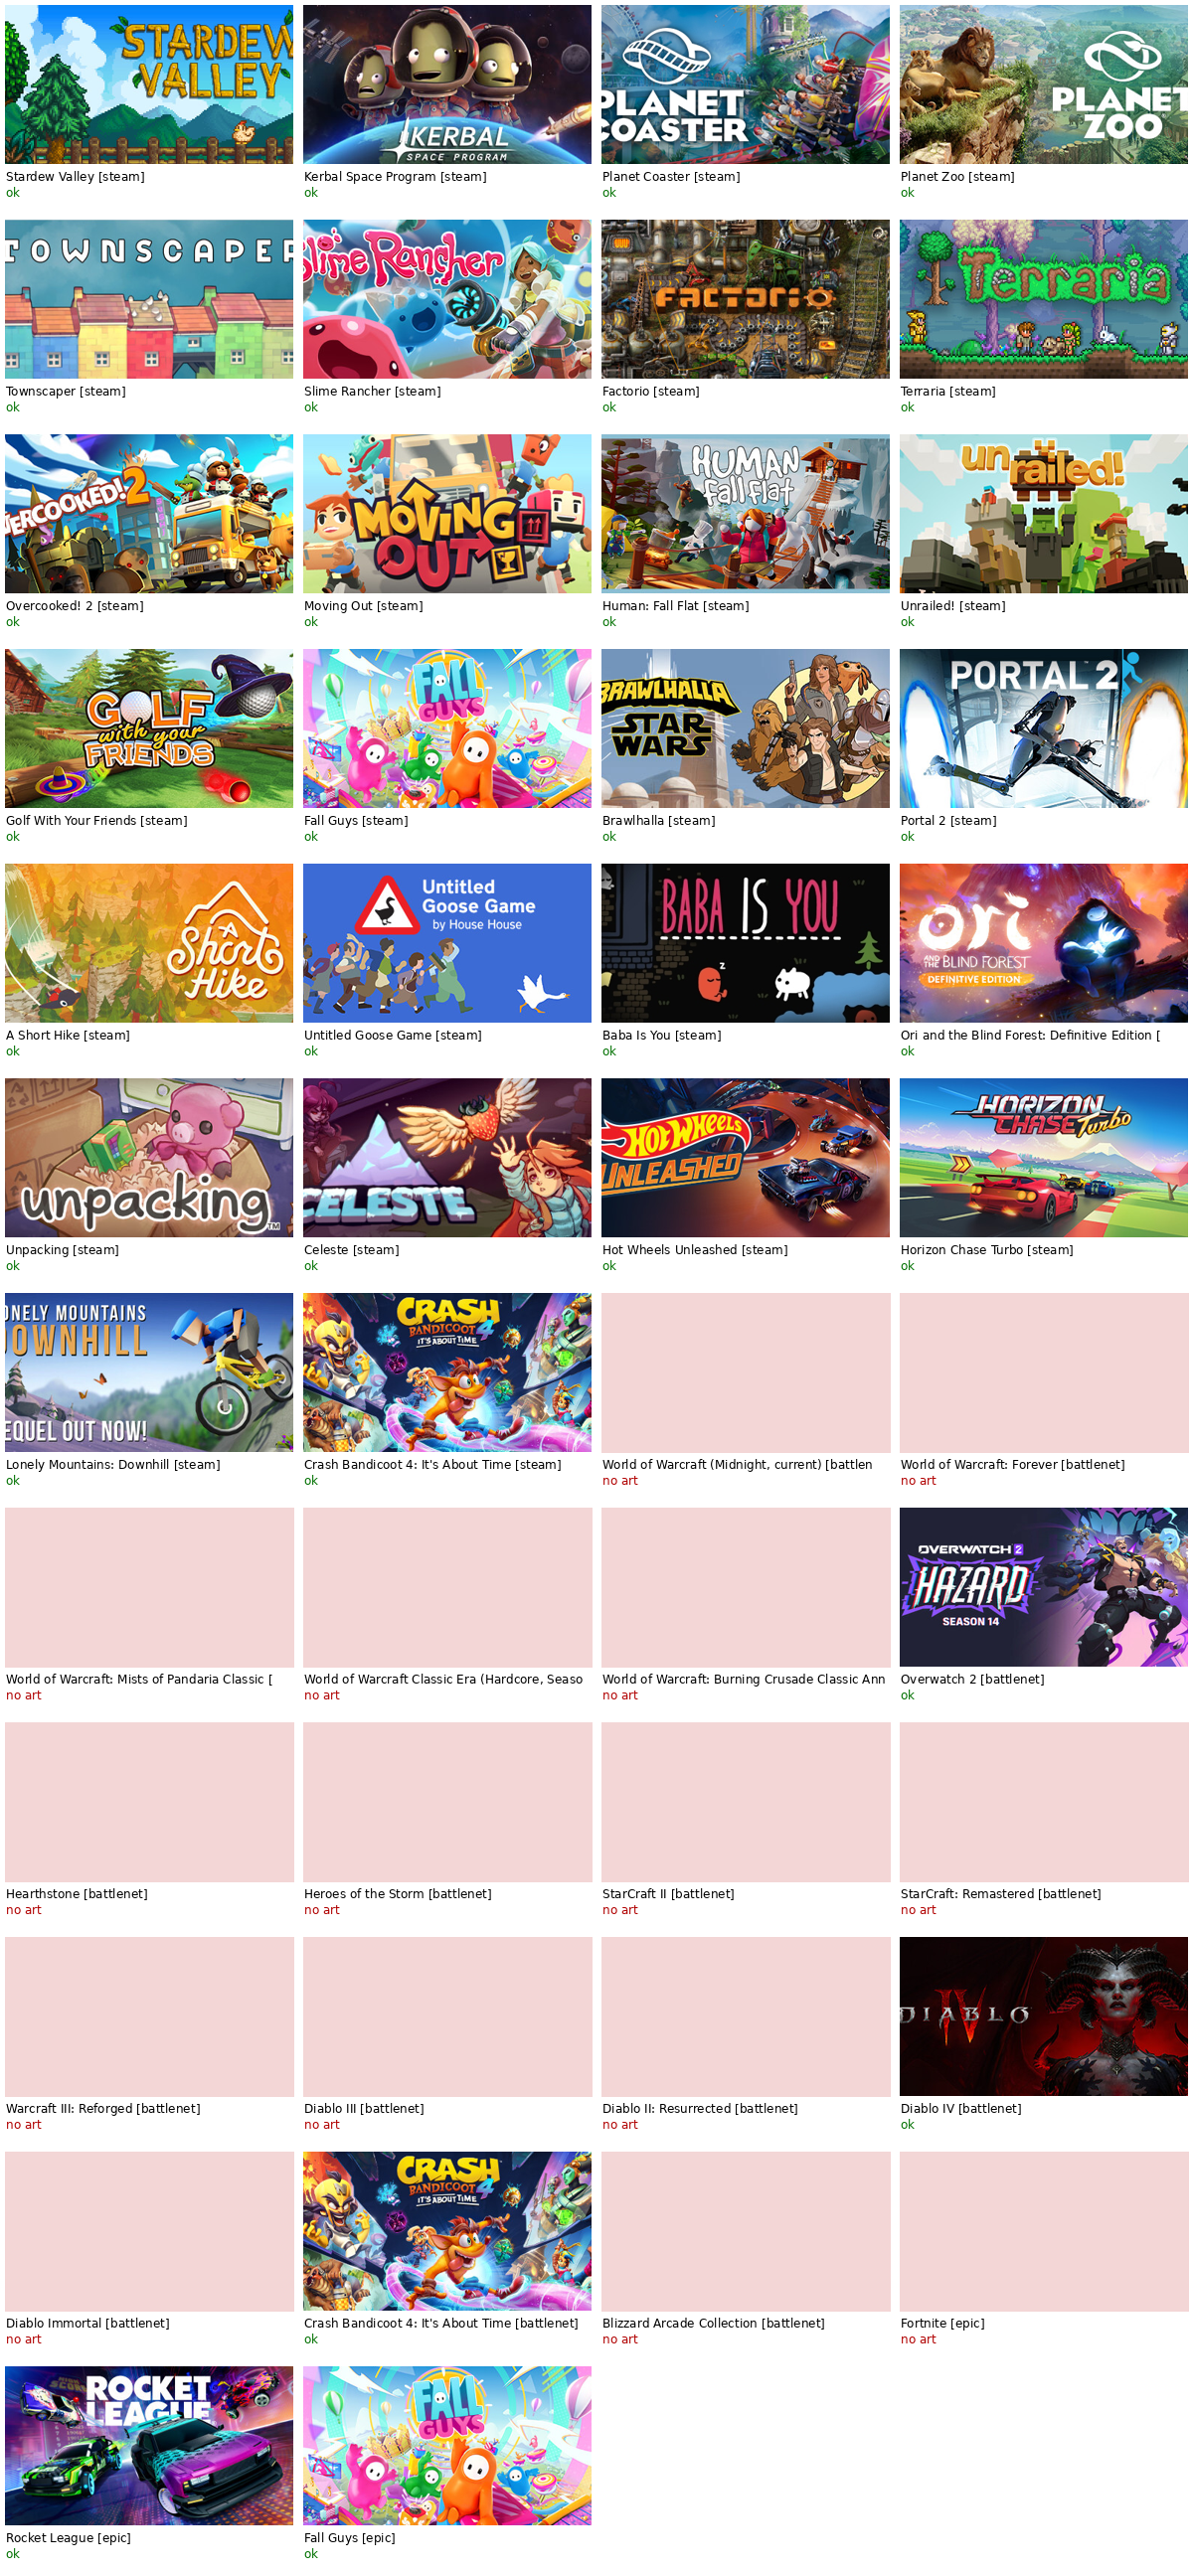 STARDEW
VALLEY
KERBAL
SPACE PROGRAM
PLANET
COASTER
PLANET
ZOO
Stardew Valley [steam]
ok
Kerbal Space Program [steam]
ok
Planet Coaster [steam]
ok
Planet Zoo [steam]
ok
TOWNSCAPER
Slime Rancher
FACTORIO
Terraria
Townscaper [steam]
ok
Slime Rancher [steam]
ok
Factorio [steam]
ok
Terraria [steam]
ok
ERCOOKED! 2
MOVING
OUT
HUMAN
fall flat
unrailed!
Overcooked! 2 [steam]
ok
Moving Out [steam]
ok
Human: Fall Flat [steam]
ok
Unrailed! [steam]
ok
GOLF
with your
FRIENDS
FALL
GUYS
BRAWLHALLA
STAR
WARS
PORTAL 2
Golf With Your Friends [steam]
ok
Fall Guys [steam]
ok
Brawlhalla [steam]
ok
Portal 2 [steam]
ok
A
Short
Hike
Untitled
Goose Game
by House House
BABA IS YOU
z
ori
AND THE BLIND FOREST
DEFINITIVE EDITION
A Short Hike [steam]
ok
Untitled Goose Game [steam]
ok
Baba Is You [steam]
ok
Ori and the Blind Forest: Definitive Edition [
ok
unpacking™
CELESTE
HOT WHEELS
UNLEASHED
HORIZON
CHASE Turbo
Unpacking [steam]
ok
Celeste [steam]
ok
Hot Wheels Unleashed [steam]
ok
Horizon Chase Turbo [steam]
ok
ONELY MOUNTAINS
DOWNHILL
EQUEL OUT NOW!
CRASH
BANDICOOT 4
IT'S ABOUT TIME
Lonely Mountains: Downhill [steam]
ok
Crash Bandicoot 4: It's About Time [steam]
ok
World of Warcraft (Midnight, current) [battlen
no art
World of Warcraft: Forever [battlenet]
no art
OVERWATCH 2
HAZARD
SEASON 14
World of Warcraft: Mists of Pandaria Classic [
no art
World of Warcraft Classic Era (Hardcore, Seaso
no art
World of Warcraft: Burning Crusade Classic Ann
no art
Overwatch 2 [battlenet]
ok
Hearthstone [battlenet]
no art
Heroes of the Storm [battlenet]
no art
StarCraft II [battlenet]
no art
StarCraft: Remastered [battlenet]
no art
DIABLO
IV
Warcraft III: Reforged [battlenet]
no art
Diablo III [battlenet]
no art
Diablo II: Resurrected [battlenet]
no art
Diablo IV [battlenet]
ok
CRASH
BANDICOOT 4
IT'S ABOUT TIME
Diablo Immortal [battlenet]
no art
Crash Bandicoot 4: It's About Time [battlenet]
ok
Blizzard Arcade Collection [battlenet]
no art
Fortnite [epic]
no art
ROCKET
LEAGUE
FALL
GUYS
Rocket League [epic]
ok
Fall Guys [epic]
ok